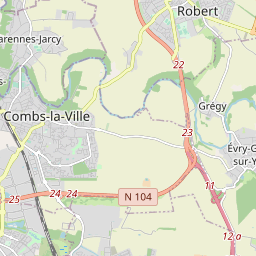 Robert
arennes-Jarcy
22
Grégy
Combs-la-Ville
23
Évry-G
sur-Y
11
24 24
N 104
25
12 a